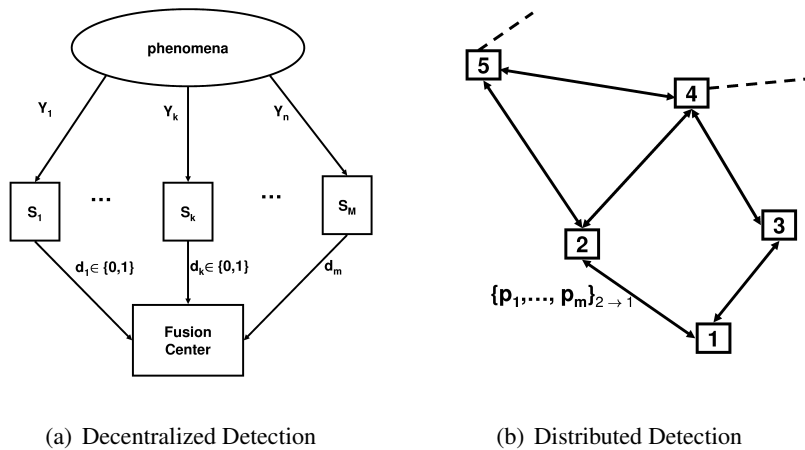 phenomena
Y1
Yk
Yn
...
...
S1
Sk
SM
d1∈ {0,1}
dk∈ {0,1}
dm
Fusion
Center
(a) Decentralized Detection
5
4
2
3
{p1,..., pm}2→1
1
(b) Distributed Detection